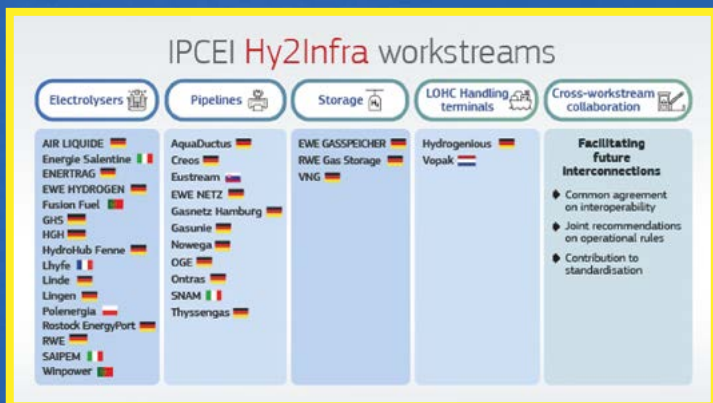 IPCEI Hy2Infra workstreams
Electrolysers
AIR LIQUIDE
Energie Salentine
ENERTRAG
EWE HYDROGEN
Fusion Fuel
GHS
HGH
HydroHub Fenne
Lhyfe
Linde
Lingen
Polenergia
Rostock EnergyPort
RWE
SAIPEM
Winpower
Pipelines
AquaDuctus
Creos
Eustream
EWE NETZ
Gasnetz Hamburg
Gasunie
Nowega
OGE
Ontras
SNAM
Thyssengas
Storage
H₂
EWE GASSPEICHER
RWE Gas Storage
VNG
LOHC Handling
terminals
Hydrogenious
Vopak
Cross-workstream
collaboration
Facilitating
future
interconnections
Common agreement
on interoperability
Joint recommendations
on operational rules
Contribution to
standardisation